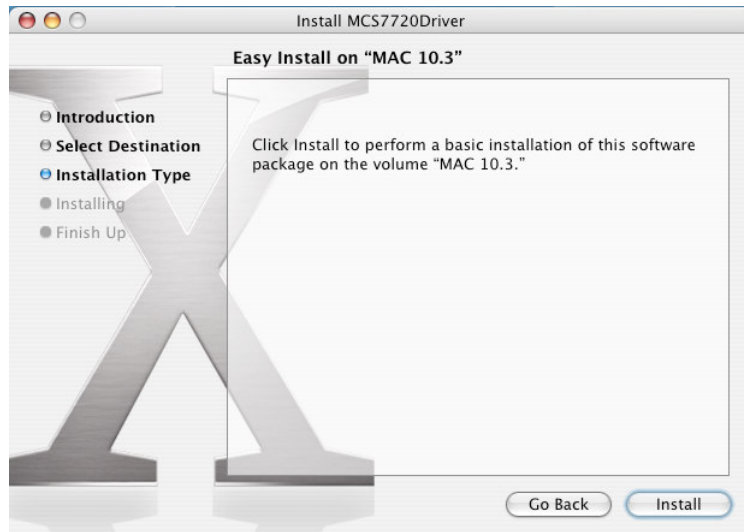 Install MCS7720Driver
Easy Install on “MAC 10.3”
Introduction
Select Destination
Installation Type
Installing
Finish Up
Click Install to perform a basic installation of this software
package on the volume “MAC 10.3.”
Go Back
Install